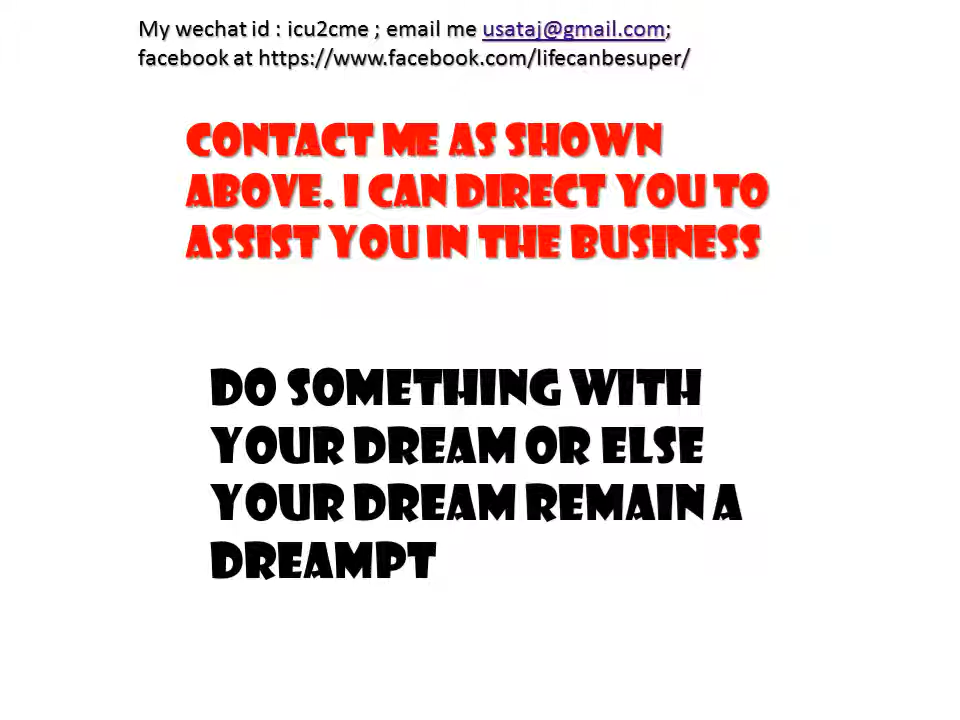 My wechat id : icu2cme ; email me usataj@gmail.com;
facebook at https://www.facebook.com/lifecanbesuper/
CONTACT ME AS SHOWN
ABOVE. I CAN DIRECT YOU TO
ASSIST YOU IN THE BUSINESS
DO SOMETHING WITH
YOUR DREAM OR ELSE
YOUR DREAM REMAIN A
DREAMPT